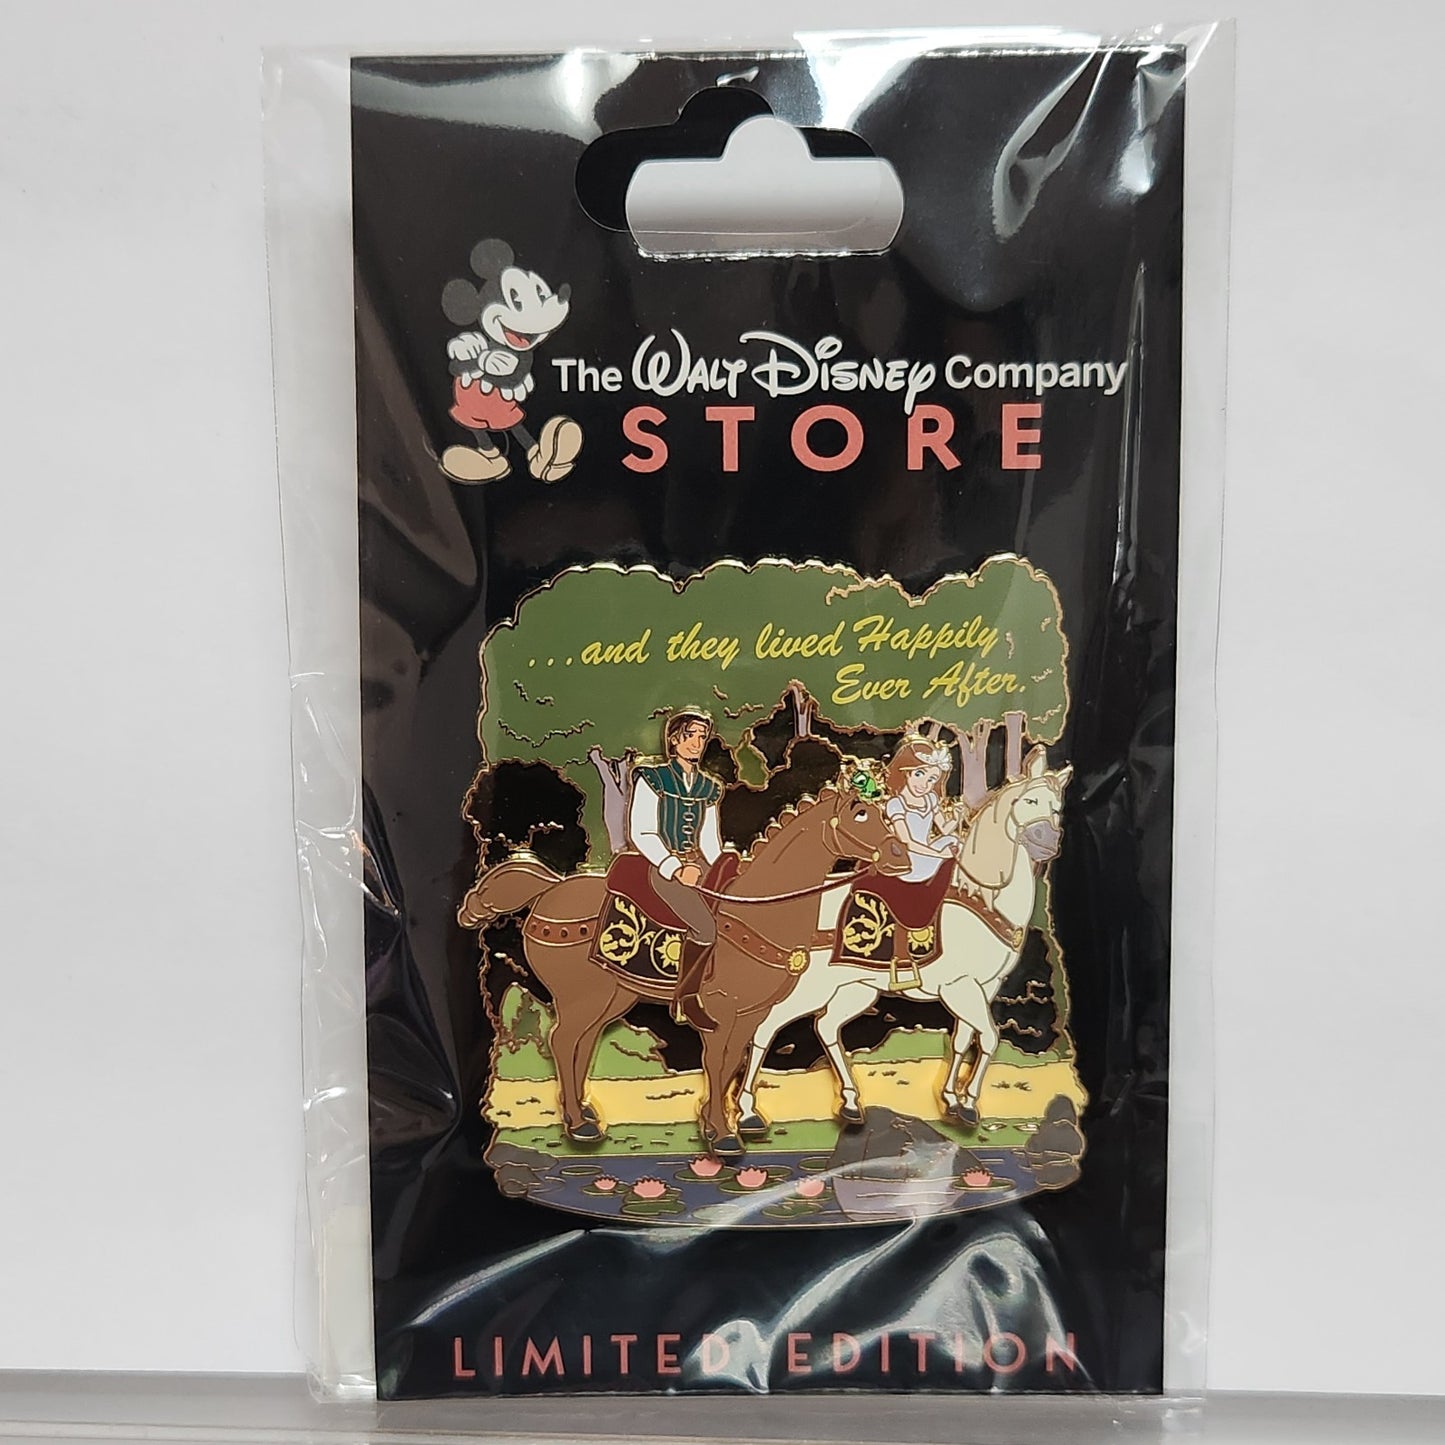 The Walt Disney Company
STORE
...and they lived Happily
Ever After.
LIMITED EDITION